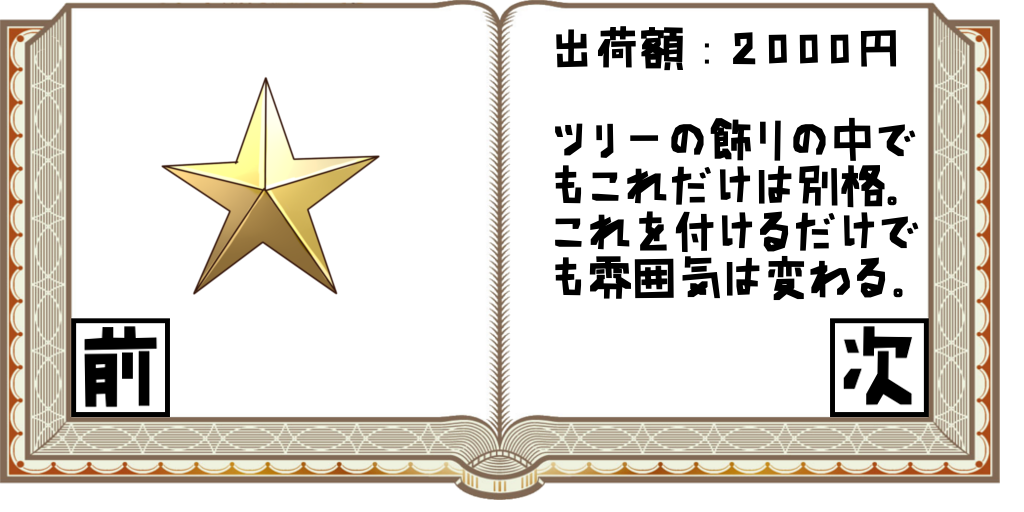 出荷額：２０００円
ツリーの飾りの中で
もこれだけは別格。
これを付けるだけで
も雰囲気は変わる。
前
次